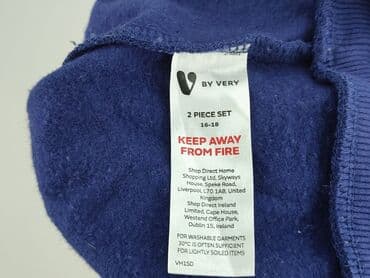 V BY VERY
2 PIECE SET
16-18
KEEP AWAY
FROM FIRE
Shop Direct Home
Shopping Ltd, Skyways
House, Speke Road,
Liverpool, L70 1AB, United
Kingdom
Shop Direct Ireland
Limited, Cape House,
Westend Office Park,
Dublin 15, Ireland
FOR WASHABLE GARMENTS
30°C IS OFTEN SUFFICIENT
FOR LIGHTLY SOILED ITEMS
VH1SD